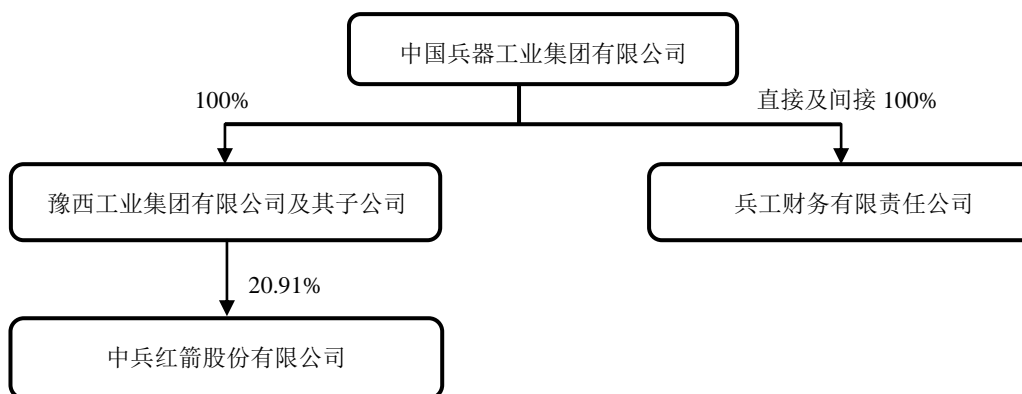 中国兵器工业集团有限公司
100%
直接及间接 100%
豫西工业集团有限公司及其子公司
兵工财务有限责任公司
20.91%
中兵红箭股份有限公司